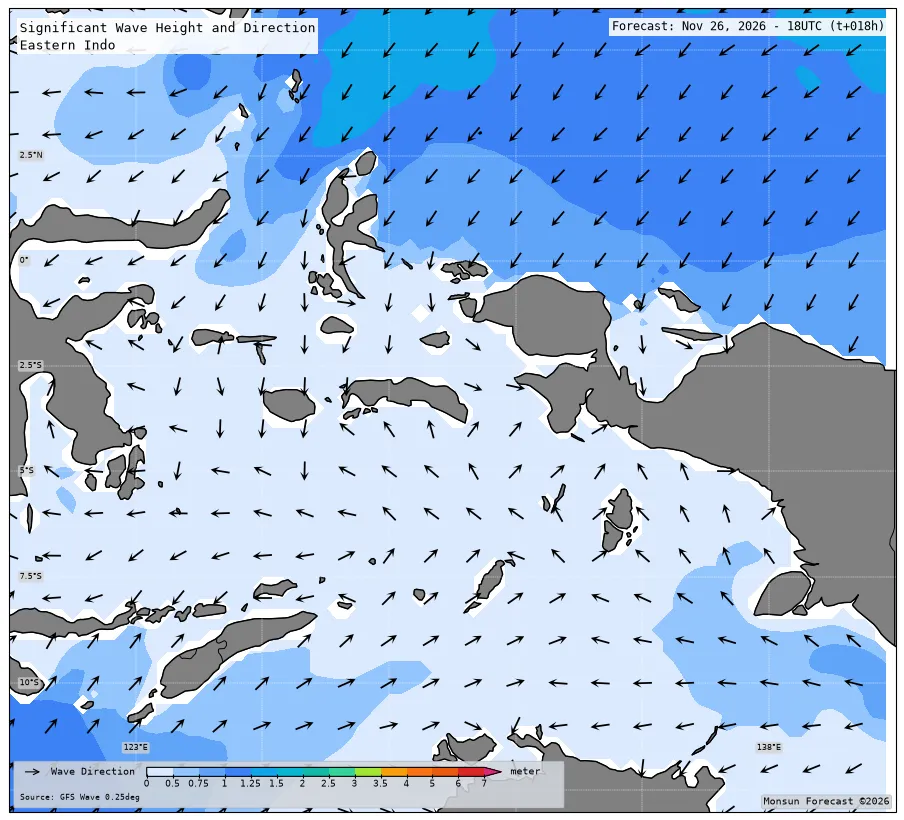 Significant Wave Height and Direction
Eastern Indo
Forecast: Nov 26, 2026 - 18UTC (t+018h)
2.5°N
0°
2.5°S
5°S
7.5°S
10°S
123°E
138°E
Wave Direction
meter
0 0.5 0.75 1 1.25 1.5 2 2.5 3 3.5 4 5 6 7
Source: GFS Wave 0.25deg
Monsun Forecast ©2026